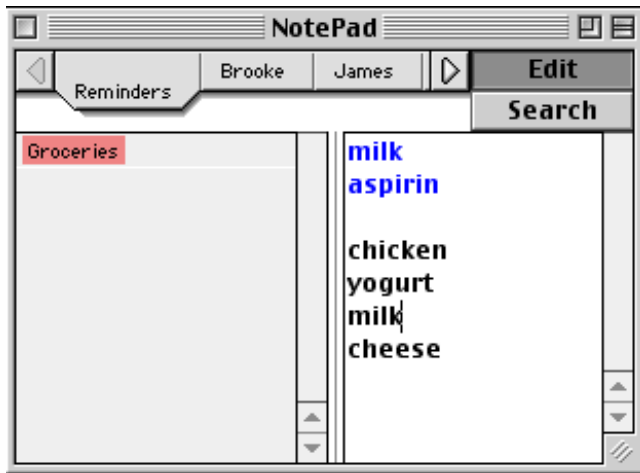 NotePad
Reminders Brooke James Edit
Search
Groceries
milk
aspirin
chicken
yogurt
milk
cheese